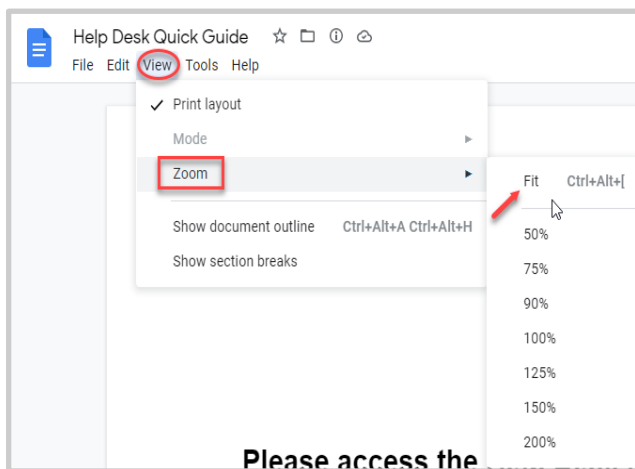 Help Desk Quick Guide
File Edit View Tools Help
Print layout
Mode
Zoom
Show document outline Ctrl+Alt+A Ctrl+Alt+H
Show section breaks
Fit Ctrl+Alt+[
50%
75%
90%
100%
125%
150%
200%
Please access the